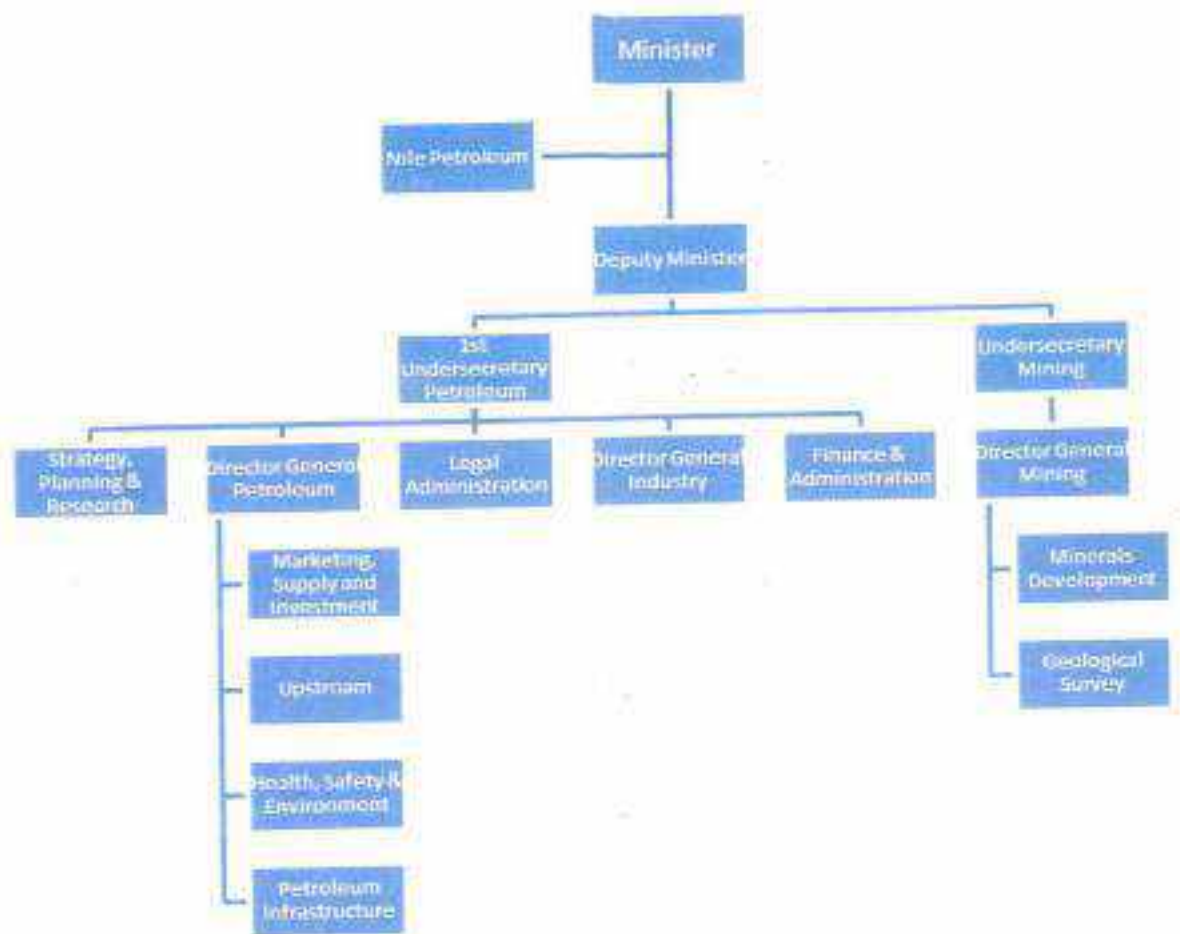 Minister
Nile Petroleum
Deputy Minister
1st
Undersecretary
Petroleum
Undersecretary
Mining
Strategy,
Planning &
Research
Director General
Petroleum
Legal
Administration
Director General
Industry
Finance &
Administration
Director General
Mining
Marketing,
Supply and
Investment
Upstream
Health, Safety &
Environment
Petroleum
Infrastructure
Minerals
Development
Geological
Survey